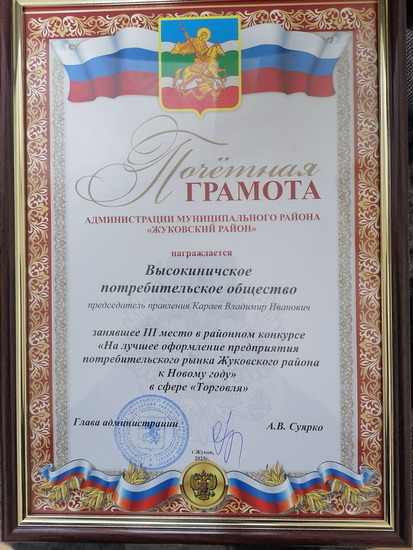 Почётная
ГРАМОТА
АДМИНИСТРАЦИИ МУНИЦИПАЛЬНОГО РАЙОНА
«ЖУКОВСКИЙ РАЙОН»
награждается
Высокиничское
потребительское общество
председатель правления Караев Владимир Иванович
занявшее III место в районном конкурсе
«На лучшее оформление предприятия
потребительского рынка Жуковского района
к Новому году»
в сфере «Торговля»
Глава администрации
А.В. Суярко
г.Жуков,
2025г.